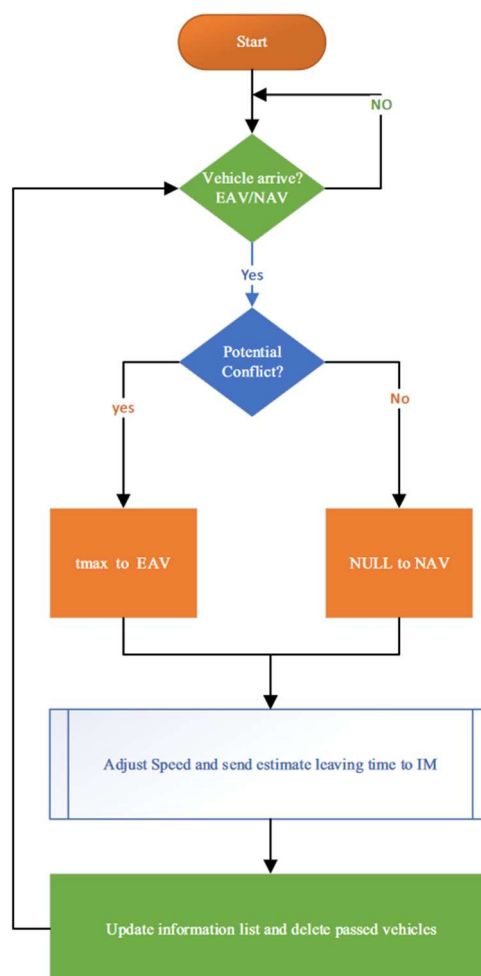 Start
NO
Vehicle arrive?
EAV/NAV
Yes
Potential
Conflict?
yes
No
tmax to EAV
NULL to NAV
Adjust Speed and send estimate leaving time to IM
Update information list and delete passed vehicles